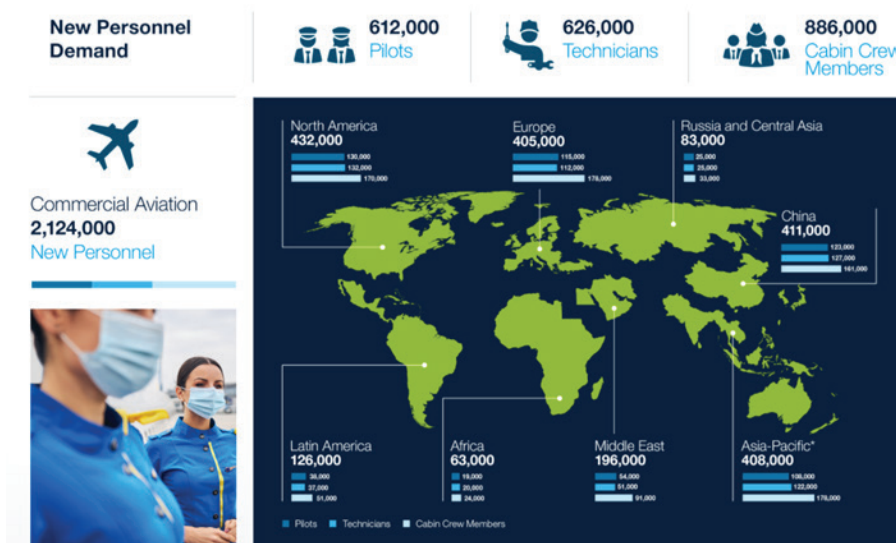 New Personnel
Demand
612,000
Pilots
626,000
Technicians
886,000
Cabin Crew
Members
Commercial Aviation
2,124,000
New Personnel
North America
432,000
130,000
132,000
170,000
Europe
405,000
115,000
112,000
178,000
Russia and Central Asia
83,000
25,000
25,000
33,000
China
411,000
123,000
127,000
161,000
Latin America
126,000
38,000
37,000
51,000
Africa
63,000
19,000
20,000
24,000
Middle East
196,000
54,000
51,000
91,000
Asia-Pacific*
408,000
108,000
122,000
178,000
Pilots Technicians Cabin Crew Members